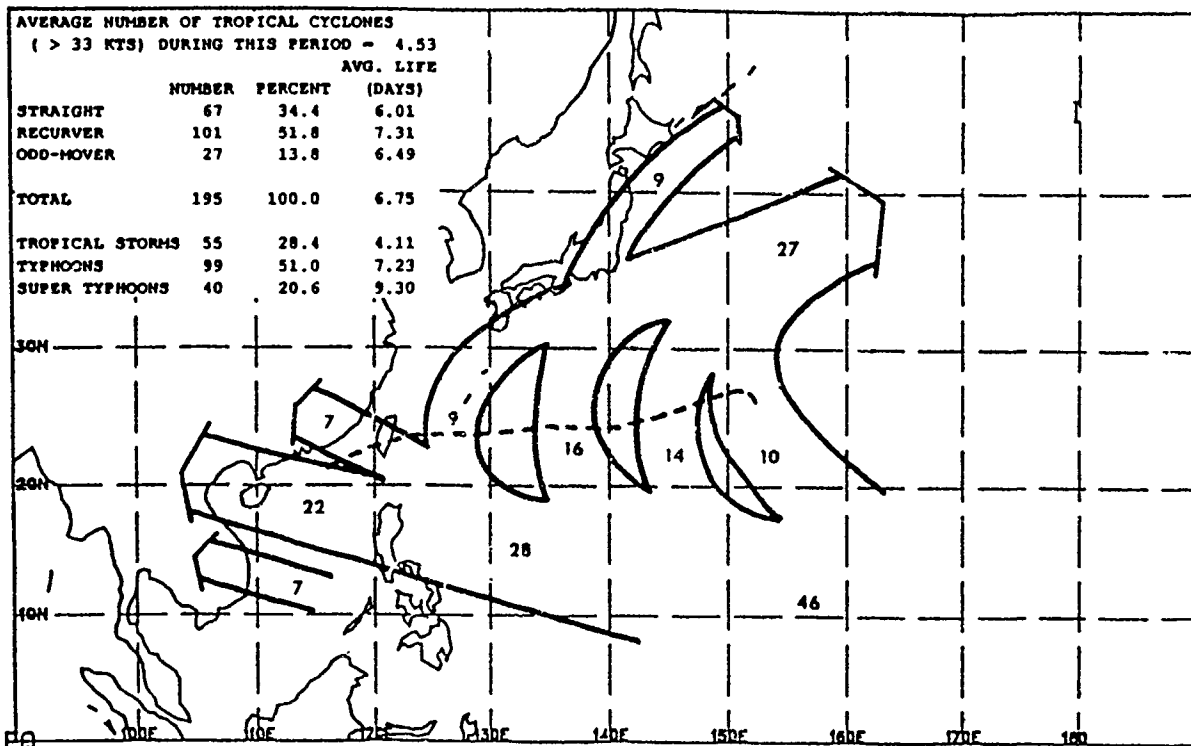 AVERAGE NUMBER OF TROPICAL CYCLONES
( > 33 KTS) DURING THIS PERIOD = 4.53
AVG. LIFE
NUMBER PERCENT (DAYS)
STRAIGHT 67 34.4 6.01
RECURVER 101 51.8 7.31
ODD-MOVER 27 13.8 6.49
TOTAL 195 100.0 6.75
TROPICAL STORMS 55 28.4 4.11
TYPHOONS 99 51.0 7.23
SUPER TYPHOONS 40 20.6 9.30
9
27
30N
7
9
16
14
10
20N
22
28
7
46
10N
100E 110E 120E 130E 140E 150E 160E 170E 180